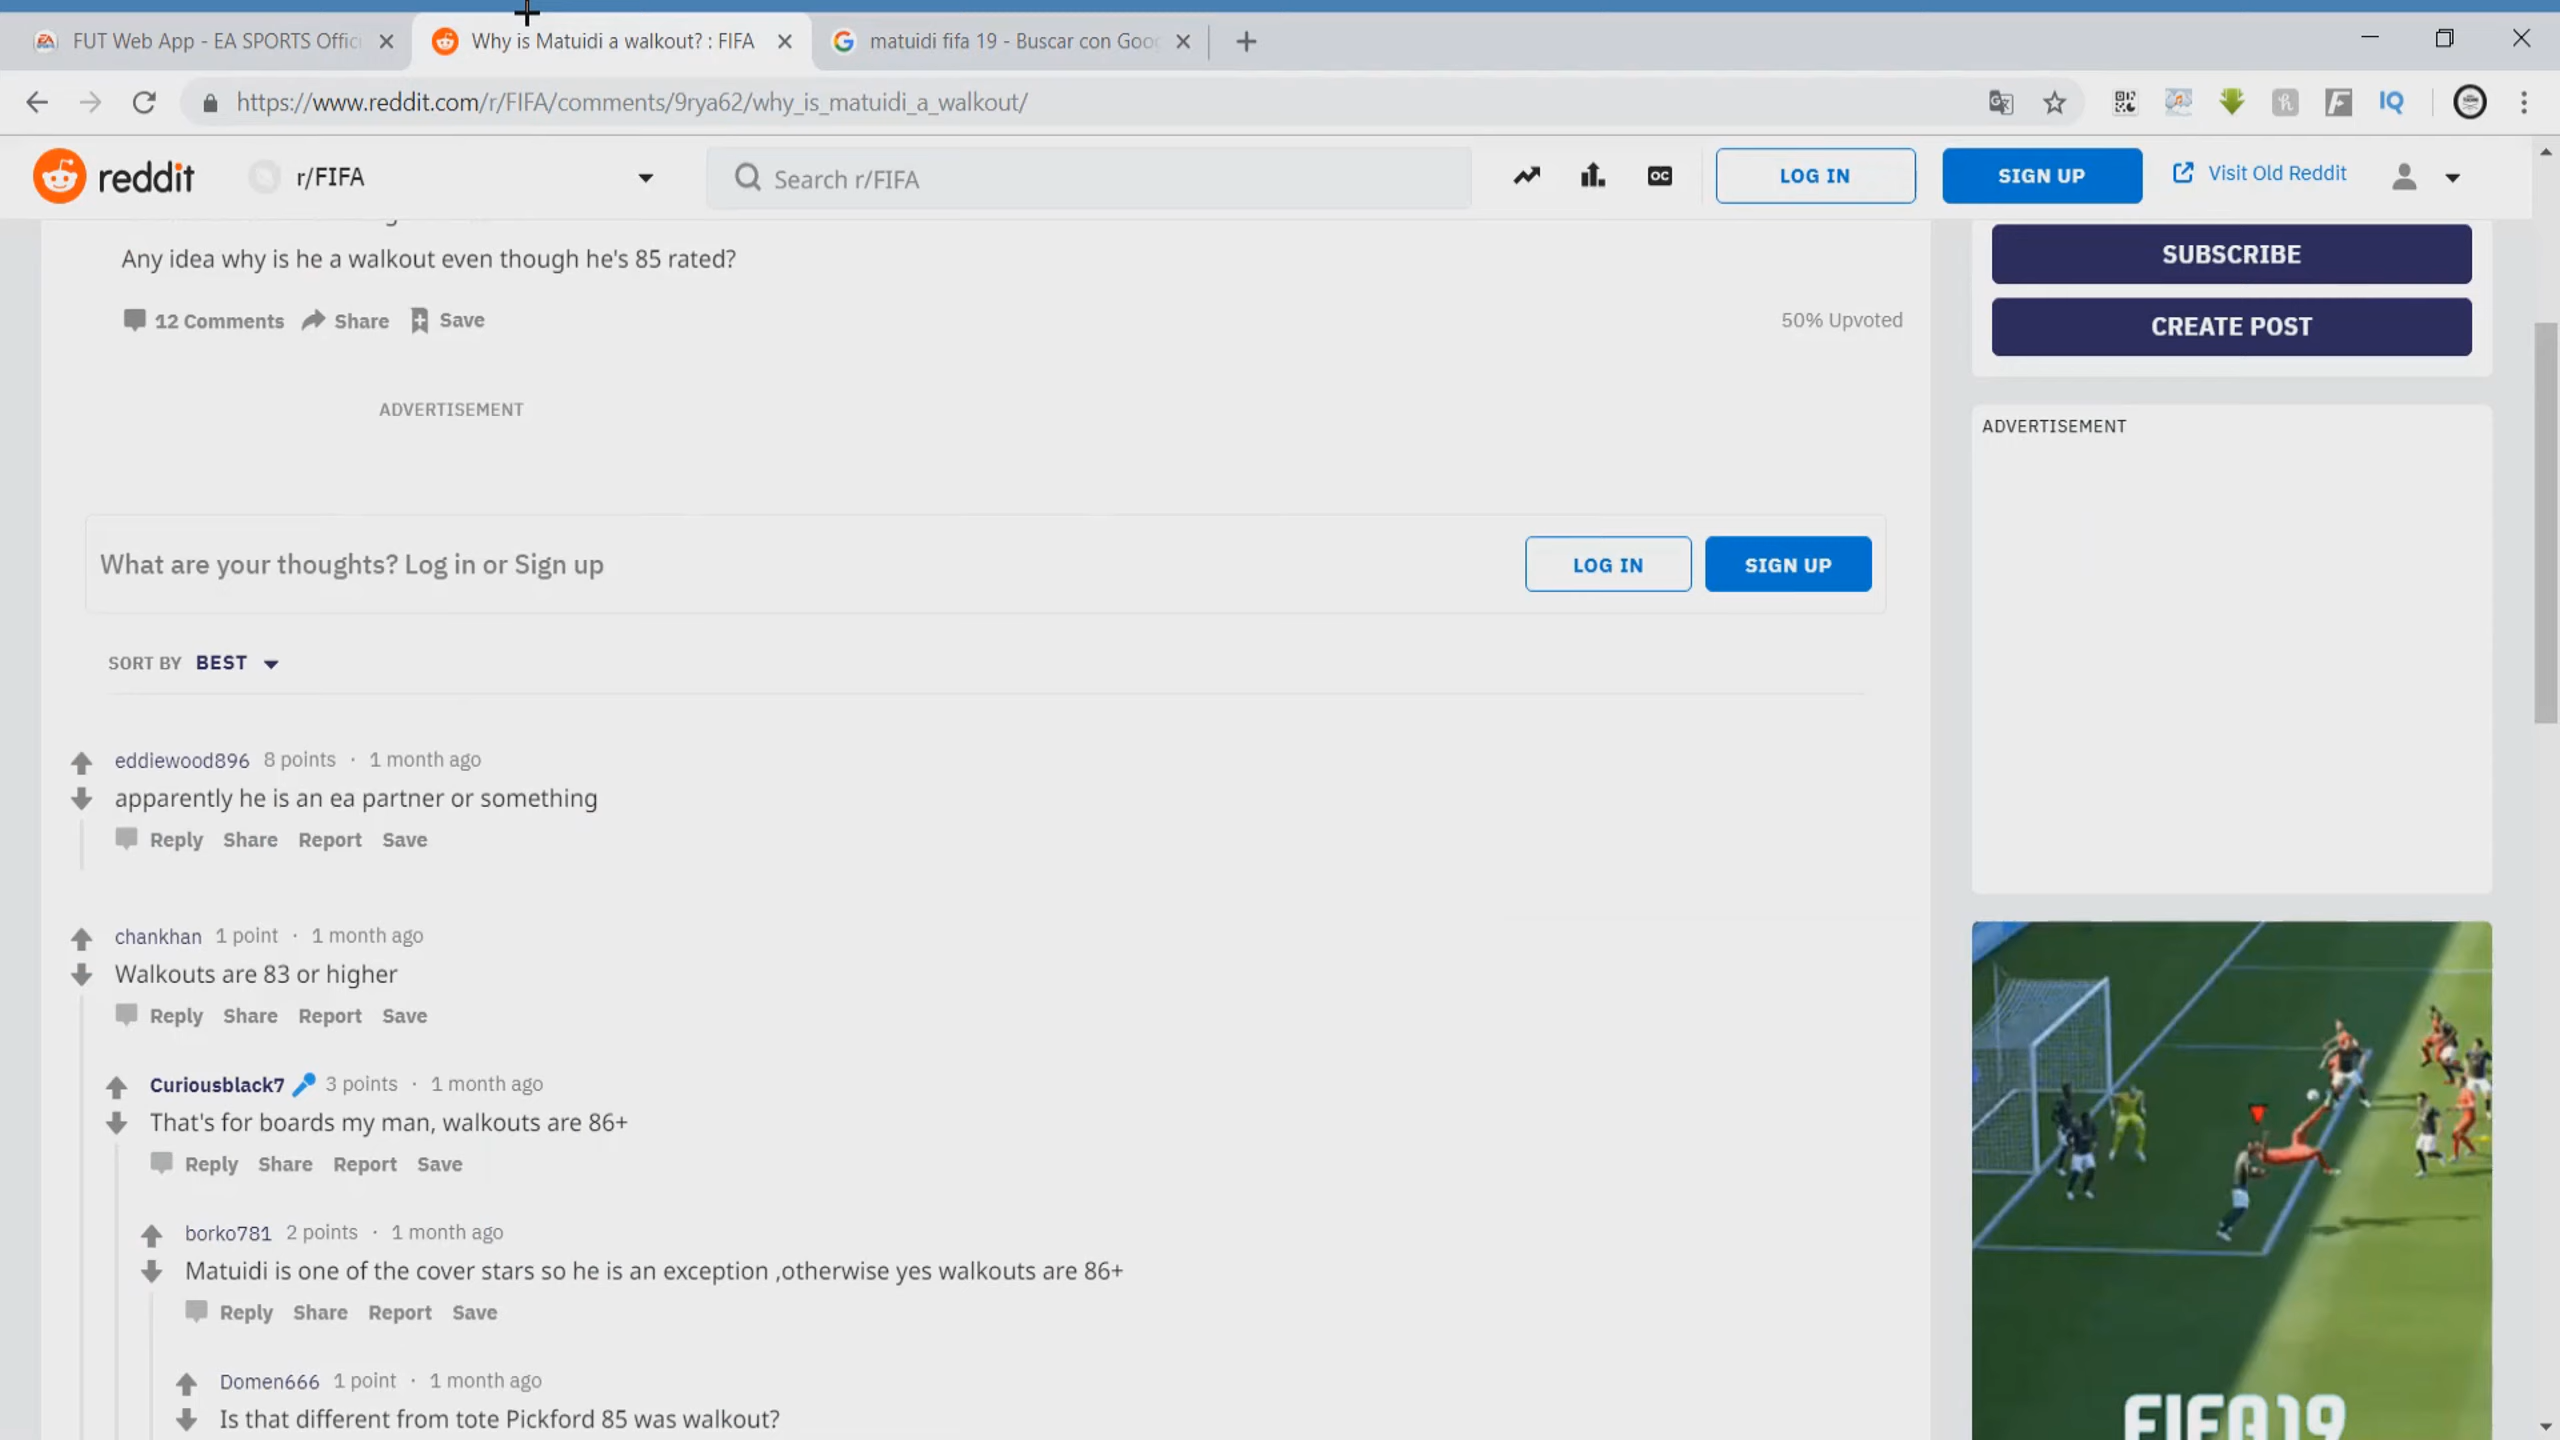 FUT Web App - EA SPORTS Offici
Why is Matuidi a walkout? : FIFA
matuidi fifa 19 - Buscar con Goog
https://www.reddit.com/r/FIFA/comments/9rya62/why_is_matuidi_a_walkout/
IQ
reddit
r/FIFA
Search r/FIFA
OC
LOG IN
SIGN UP
Visit Old Reddit
Any idea why is he a walkout even though he's 85 rated?
12 Comments Share Save
50% Upvoted
SUBSCRIBE
CREATE POST
ADVERTISEMENT
ADVERTISEMENT
What are your thoughts? Log in or Sign up
LOG IN
SIGN UP
SORT BY BEST
eddiewood896 8 points · 1 month ago
apparently he is an ea partner or something
Reply Share Report Save
chankhan 1 point · 1 month ago
Walkouts are 83 or higher
Reply Share Report Save
Curiousblack7 3 points · 1 month ago
That's for boards my man, walkouts are 86+
Reply Share Report Save
borko781 2 points · 1 month ago
Matuidi is one of the cover stars so he is an exception ,otherwise yes walkouts are 86+
Reply Share Report Save
Domen666 1 point · 1 month ago
Is that different from tote Pickford 85 was walkout?
FIFA19